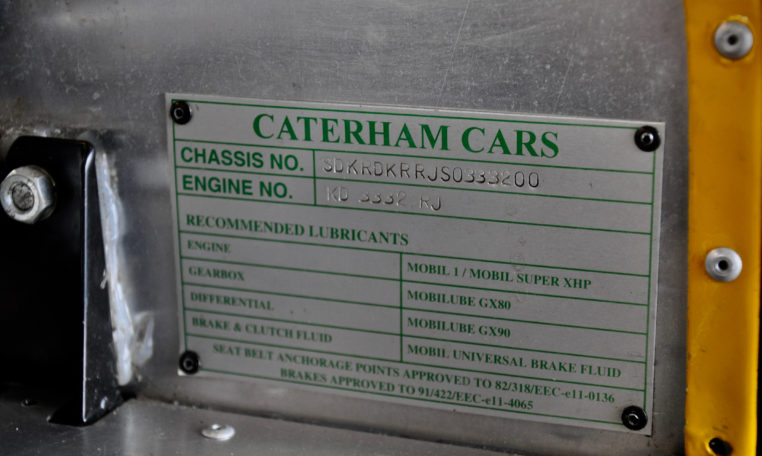 CATERHAM CARS
CHASSIS NO. SDKRDKRRJS0333200
ENGINE NO. KD 3332 RJ
RECOMMENDED LUBRICANTS
ENGINE MOBIL 1 / MOBIL SUPER XHP
GEARBOX MOBILUBE GX80
DIFFERENTIAL MOBILUBE GX90
BRAKE & CLUTCH FLUID MOBIL UNIVERSAL BRAKE FLUID
SEAT BELT ANCHORAGE POINTS APPROVED TO 82/318/EEC-e11-0136
BRAKES APPROVED TO 91/422/EEC-e11-4065